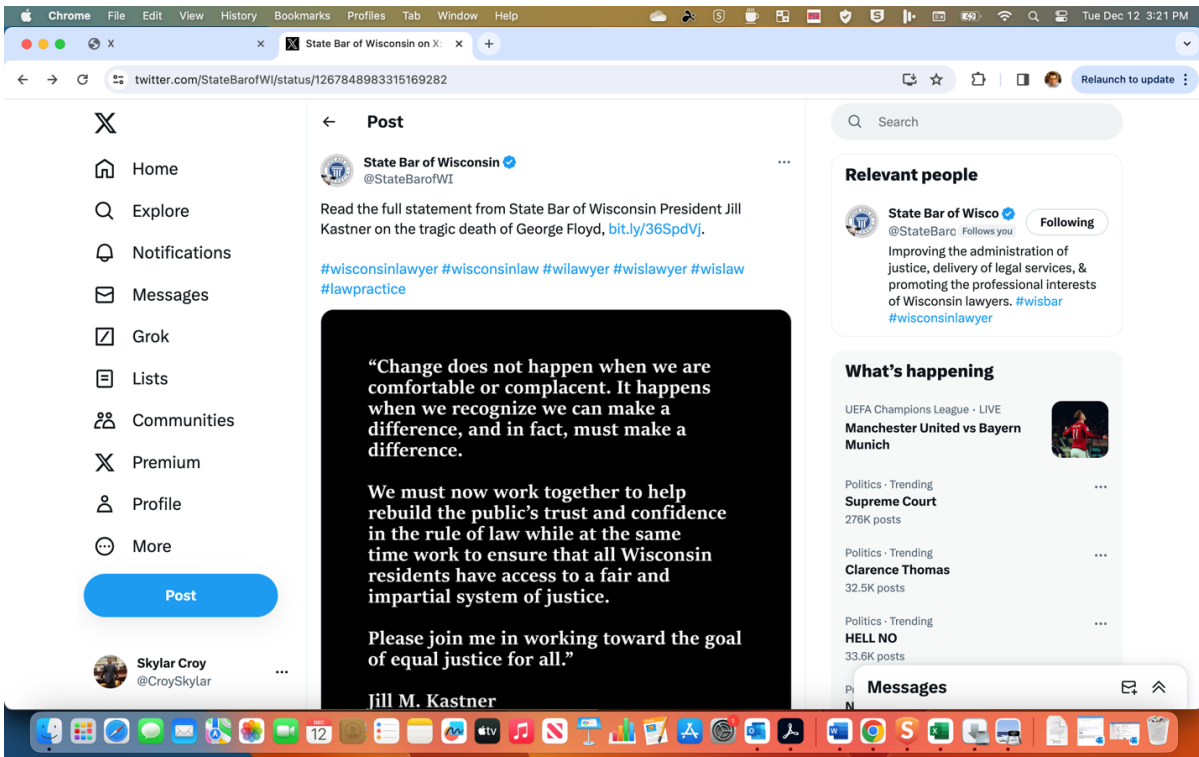 Chrome File Edit View History Bookmarks Profiles Tab Window Help Tue Dec 12 3:21 PM
X × State Bar of Wisconsin on X: × +
twitter.com/StateBarofWI/status/1267848983315169282 Relaunch to update
Post
Search
Home
Explore
Notifications
Messages
Grok
Lists
Communities
Premium
Profile
More
Post
Skylar Croy
@CroySkylar
State Bar of Wisconsin
@StateBarofWI
Read the full statement from State Bar of Wisconsin President Jill
Kastner on the tragic death of George Floyd, bit.ly/36SpdVj.
#wisconsinlawyer #wisconsinlaw #wilawyer #wislawyer #wislaw
#lawpractice
“Change does not happen when we are
comfortable or complacent. It happens
when we recognize we can make a
difference, and in fact, must make a
difference.
We must now work together to help
rebuild the public’s trust and confidence
in the rule of law while at the same
time work to ensure that all Wisconsin
residents have access to a fair and
impartial system of justice.
Please join me in working toward the goal
of equal justice for all.”
Jill M. Kastner
Relevant people
State Bar of Wisco
@StateBarc Follows you
Following
Improving the administration of
justice, delivery of legal services, &
promoting the professional interests
of Wisconsin lawyers. #wisbar
#wisconsinlawyer
What’s happening
UEFA Champions League · LIVE
Manchester United vs Bayern
Munich
Politics · Trending
Supreme Court
276K posts
Politics · Trending
Clarence Thomas
32.5K posts
Politics · Trending
HELL NO
33.6K posts
Messages
DEC
12
tv